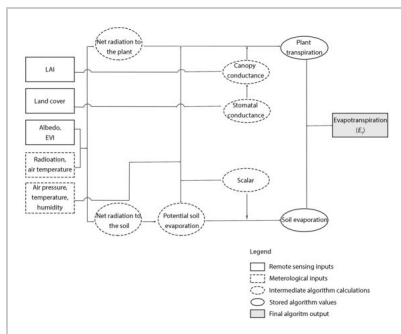 Net radiation to
the plant
Plant
transpiration
LAI
Canopy
conductance
Land cover
Stomatal
conductance
Albedo,
EVI
Evapotranspiration
(Er)
Radioation,
air temperature
Air pressure,
temperature,
humidity
Scalar
Net radiation to
the soil
Potential soil
evaporation
Soil evaporation
Legend
Remote sensing inputs
Meterological inputs
Intermediate algorithm calculations
Stored algorithm values
Final algoritm output